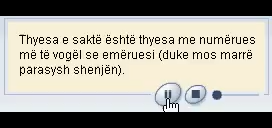 Thyesa e saktë është thyesa me numërues
më të vogël se emëruesi (duke mos marrë
parasysh shenjën).